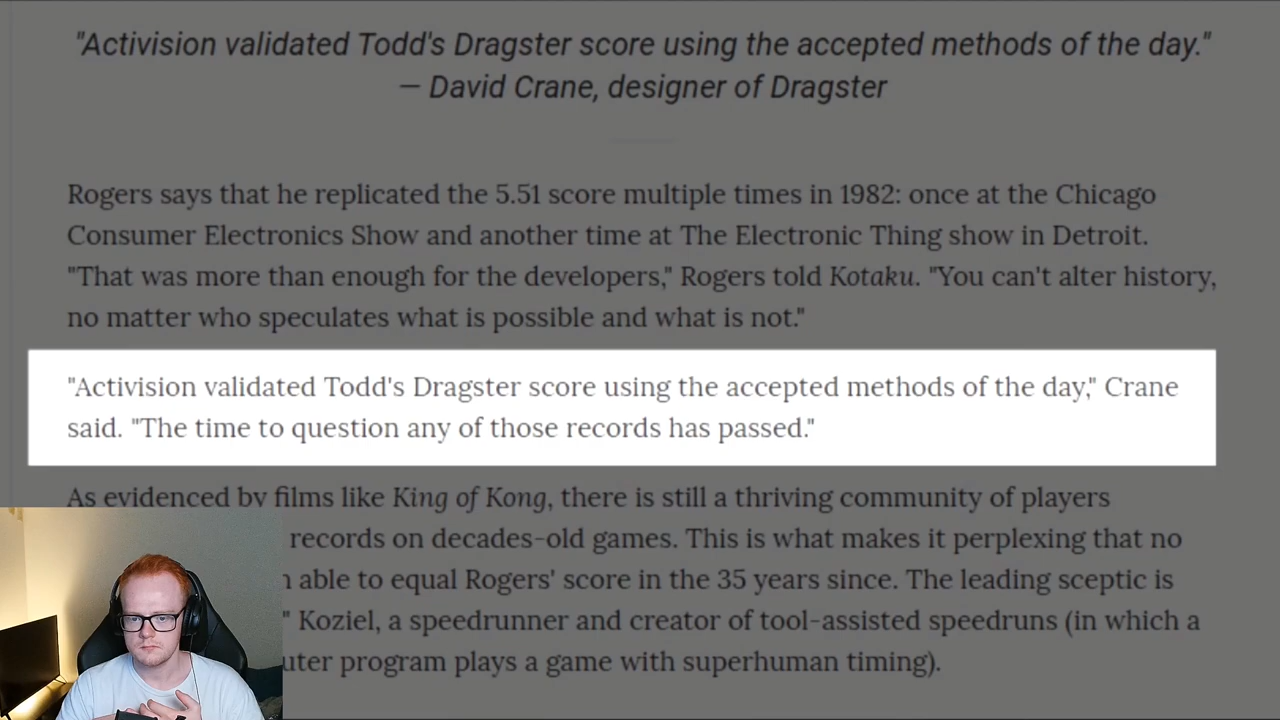 "Activision validated Todd's Dragster score using the accepted methods of the day."
— David Crane, designer of Dragster
Rogers says that he replicated the 5.51 score multiple times in 1982: once at the Chicago
Consumer Electronics Show and another time at The Electronic Thing show in Detroit.
"That was more than enough for the developers," Rogers told Kotaku. "You can't alter history,
no matter who speculates what is possible and what is not."
"Activision validated Todd's Dragster score using the accepted methods of the day," Crane
said. "The time to question any of those records has passed."
As evidenced by films like King of Kong, there is still a thriving community of players
records on decades-old games. This is what makes it perplexing that no
able to equal Rogers' score in the 35 years since. The leading sceptic is
" Koziel, a speedrunner and creator of tool-assisted speedruns (in which a
program plays a game with superhuman timing).